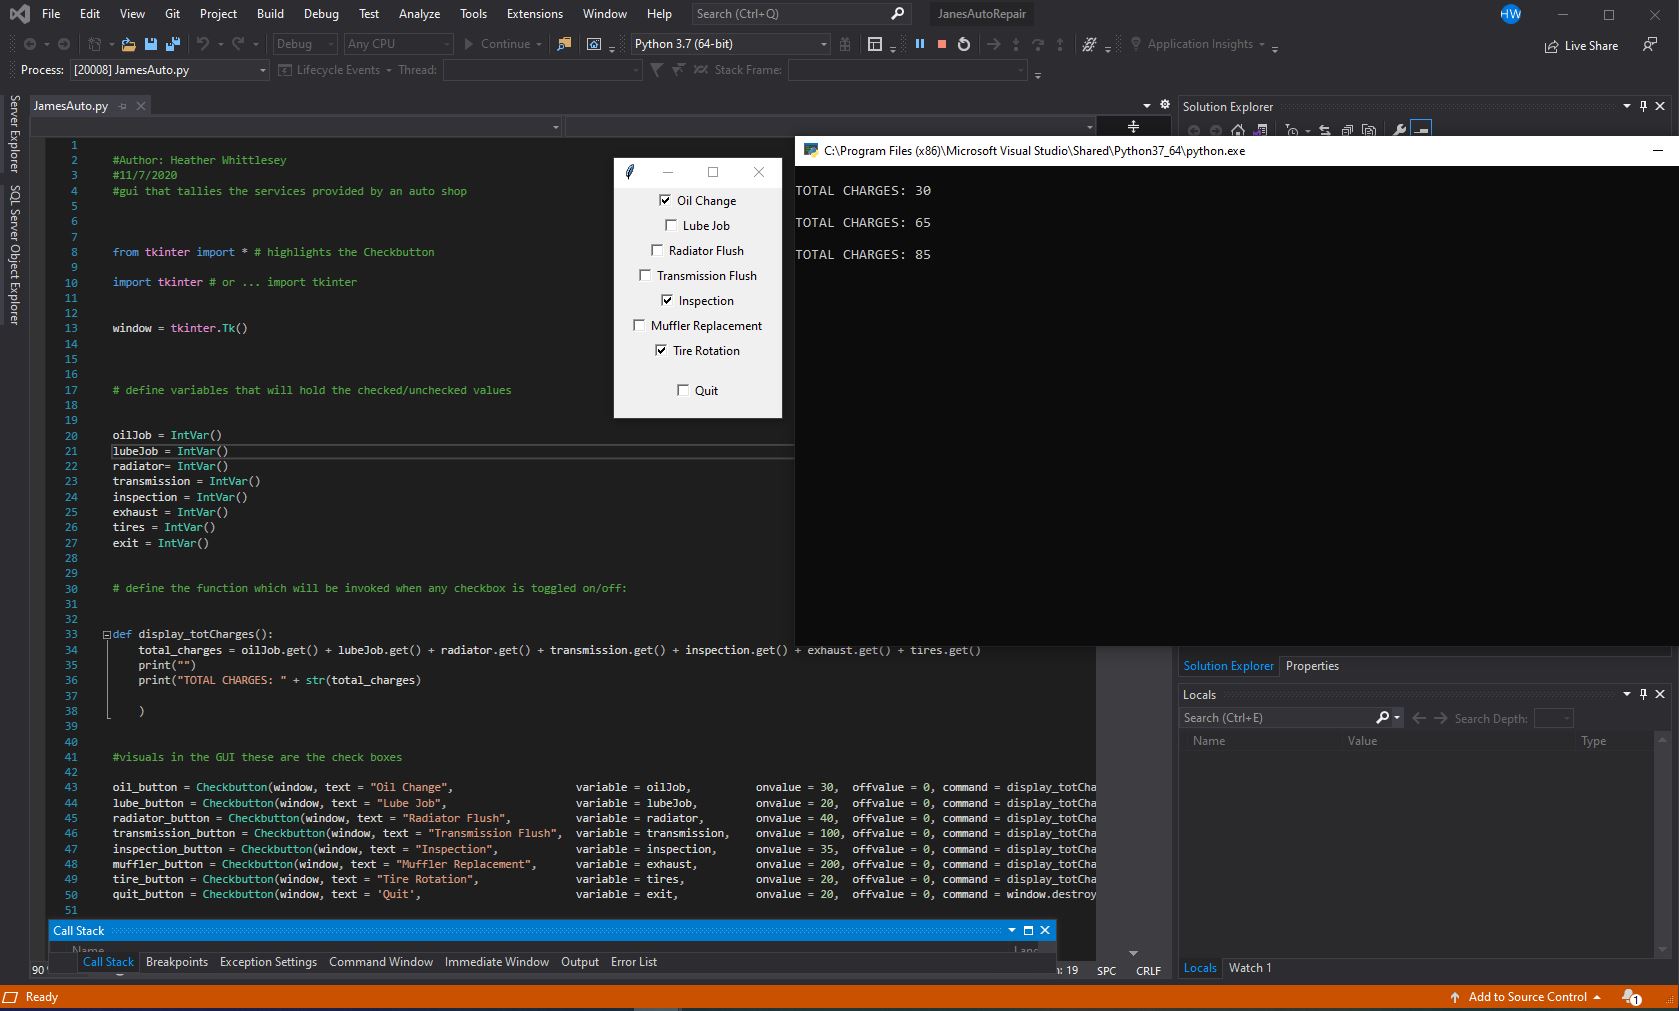 File Edit View Git Project Build Debug Test Analyze Tools Extensions Window Help Search (Ctrl+Q) JanesAutoRepair HW
Debug Any CPU Continue Python 3.7 (64-bit) Application Insights Live Share
Process: [20008] JamesAuto.py Lifecycle Events Thread: Stack Frame:
Server Explorer
SQL Server Object Explorer
JamesAuto.py
1
2 #Author: Heather Whittlesey
3 #11/7/2020
4 #gui that tallies the services provided by an auto shop
5
6
7
8 from tkinter import * # highlights the Checkbutton
9
10 import tkinter # or ... import tkinter
11
12
13 window = tkinter.Tk()
14
15
16
17 # define variables that will hold the checked/unchecked values
18
19
20 oilJob = IntVar()
21 lubeJob = IntVar()
22 radiator= IntVar()
23 transmission = IntVar()
24 inspection = IntVar()
25 exhaust = IntVar()
26 tires = IntVar()
27 exit = IntVar()
28
29
30 # define the function which will be invoked when any checkbox is toggled on/off:
31
32
33 def display_totCharges():
34 total_charges = oilJob.get() + lubeJob.get() + radiator.get() + transmission.get() + inspection.get() + exhaust.get() + tires.get()
35 print("")
36 print("TOTAL CHARGES: " + str(total_charges)
37
38 )
39
40
41 #visuals in the GUI these are the check boxes
42
43 oil_button = Checkbutton(window, text = "Oil Change", variable = oilJob, onvalue = 30, offvalue = 0, command = display_totCha
44 lube_button = Checkbutton(window, text = "Lube Job", variable = lubeJob, onvalue = 20, offvalue = 0, command = display_totCha
45 radiator_button = Checkbutton(window, text = "Radiator Flush", variable = radiator, onvalue = 40, offvalue = 0, command = display_totCha
46 transmission_button = Checkbutton(window, text = "Transmission Flush", variable = transmission, onvalue = 100, offvalue = 0, command = display_totCha
47 inspection_button = Checkbutton(window, text = "Inspection", variable = inspection, onvalue = 35, offvalue = 0, command = display_totCha
48 muffler_button = Checkbutton(window, text = "Muffler Replacement", variable = exhaust, onvalue = 200, offvalue = 0, command = display_totCha
49 tire_button = Checkbutton(window, text = "Tire Rotation", variable = tires, onvalue = 20, offvalue = 0, command = display_totCha
50 quit_button = Checkbutton(window, text = 'Quit', variable = exit, onvalue = 20, offvalue = 0, command = window.destroy
51
Oil Change
Lube Job
Radiator Flush
Transmission Flush
Inspection
Muffler Replacement
Tire Rotation
Quit
C:\Program Files (x86)\Microsoft Visual Studio\Shared\Python37_64\python.exe
TOTAL CHARGES: 30
TOTAL CHARGES: 65
TOTAL CHARGES: 85
Solution Explorer
Solution Explorer Properties
Locals
Search (Ctrl+E) Search Depth:
Name Value Type
Locals Watch 1
Call Stack
Name
Call Stack Breakpoints Exception Settings Command Window Immediate Window Output Error List
90
: 19 SPC CRLF
Ready Add to Source Control 1